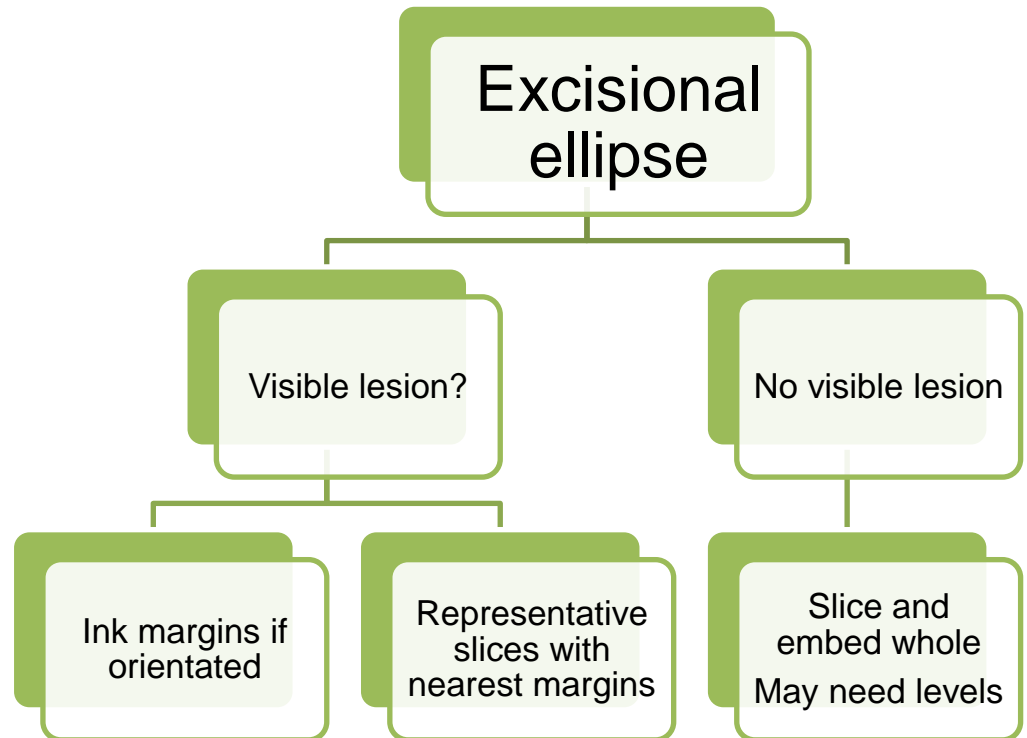 Excisional
ellipse
Visible lesion?
No visible lesion
Ink margins if
orientated
Representative
slices with
nearest margins
Slice and
embed whole
May need levels